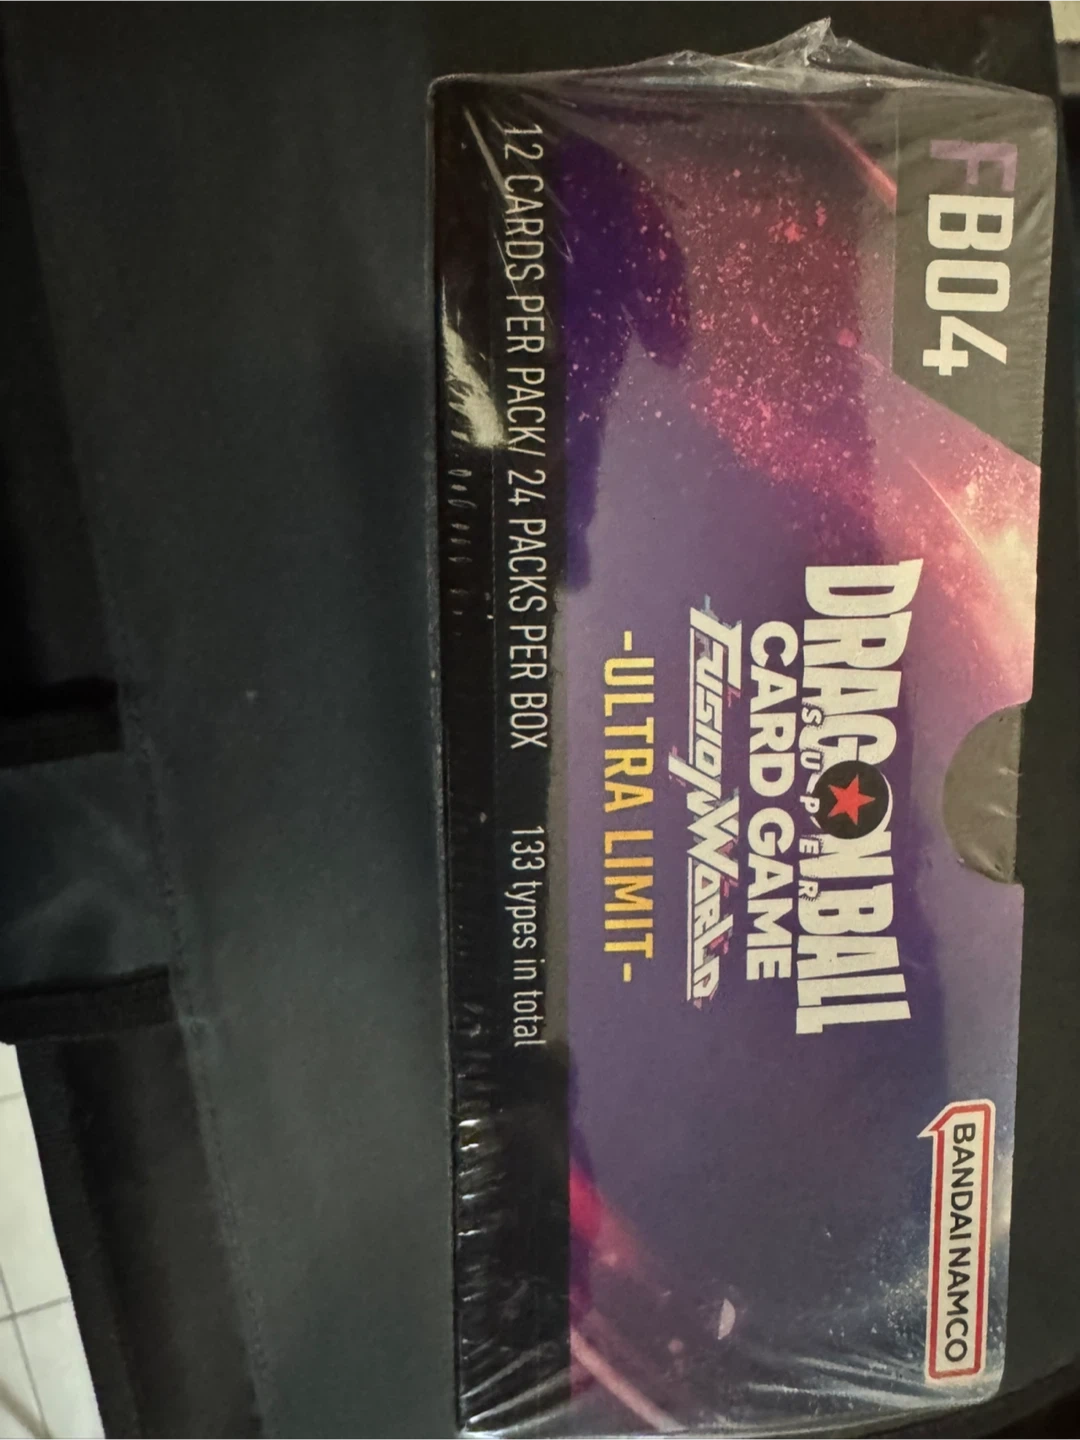 FB04
DRAGON BALL
SUPER
CARD GAME
FUSION WORLD
-ULTRA LIMIT-
BANDAI NAMCO
12 CARDS PER PACK/ 24 PACKS PER BOX 133 types in total